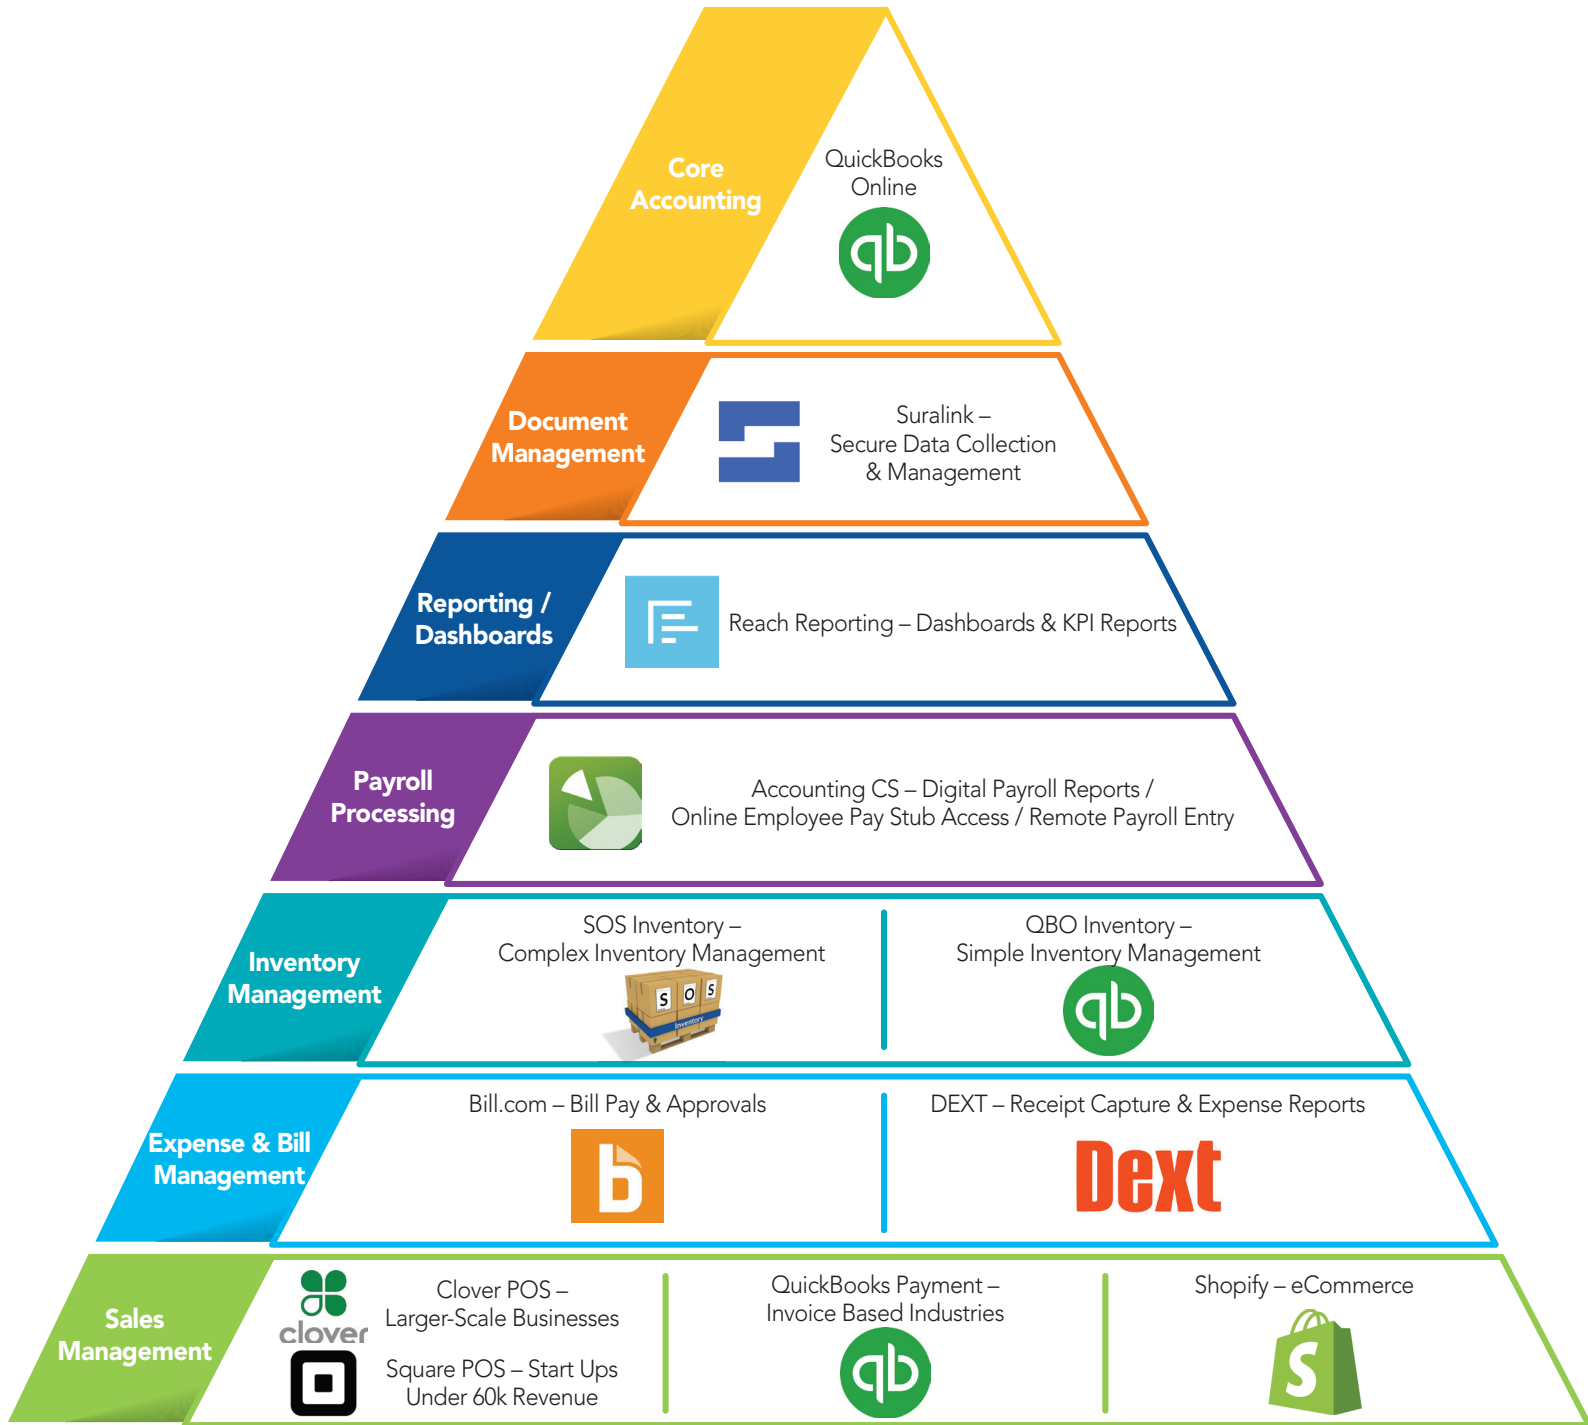 Core
Accounting
QuickBooks
Online
qb
Document
Management
Suralink –
Secure Data Collection
& Management
Reporting /
Dashboards
Reach Reporting – Dashboards & KPI Reports
Payroll
Processing
Accounting CS – Digital Payroll Reports /
Online Employee Pay Stub Access / Remote Payroll Entry
Inventory
Management
SOS Inventory –
Complex Inventory Management
S O S
Inventory
QBO Inventory –
Simple Inventory Management
qb
Expense & Bill
Management
Bill.com – Bill Pay & Approvals
b
DEXT – Receipt Capture & Expense Reports
Dext
Sales
Management
clover
Clover POS –
Larger-Scale Businesses
Square POS – Start Ups
Under 60k Revenue
QuickBooks Payment –
Invoice Based Industries
qb
Shopify – eCommerce
S